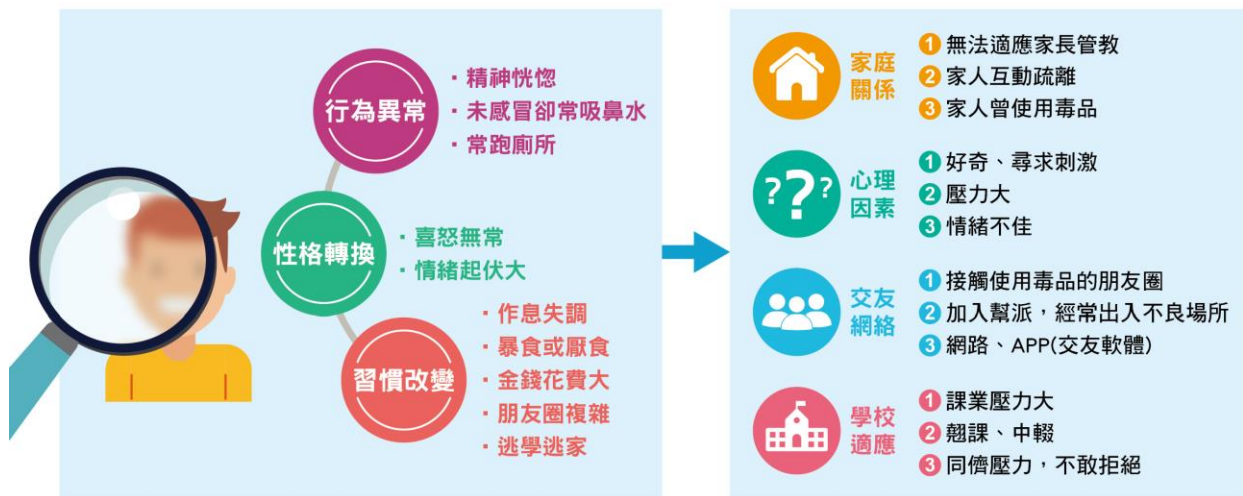 行為異常
・精神恍惚
・未感冒卻常吸鼻水
・常跑廁所
性格轉換
・喜怒無常
・情緒起伏大
習慣改變
・作息失調
・暴食或厭食
・金錢花費大
・朋友圈複雜
・逃學逃家
家庭
關係
1 無法適應家長管教
2 家人互動疏離
3 家人曾使用毒品
???
心理
因素
1 好奇、尋求刺激
2 壓力大
3 情緒不佳
交友
網絡
1 接觸使用毒品的朋友圈
2 加入幫派，經常出入不良場所
3 網路、APP(交友軟體)
學校
適應
1 課業壓力大
2 翹課、中輟
3 同儕壓力，不敢拒絕